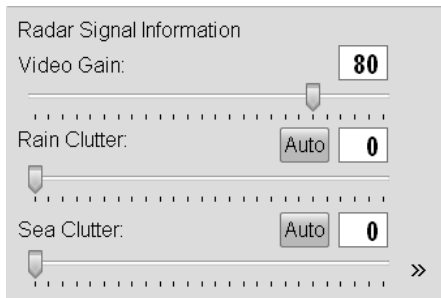 Radar Signal Information
Video Gain: 80
Rain Clutter: Auto 0
Sea Clutter: Auto 0
»